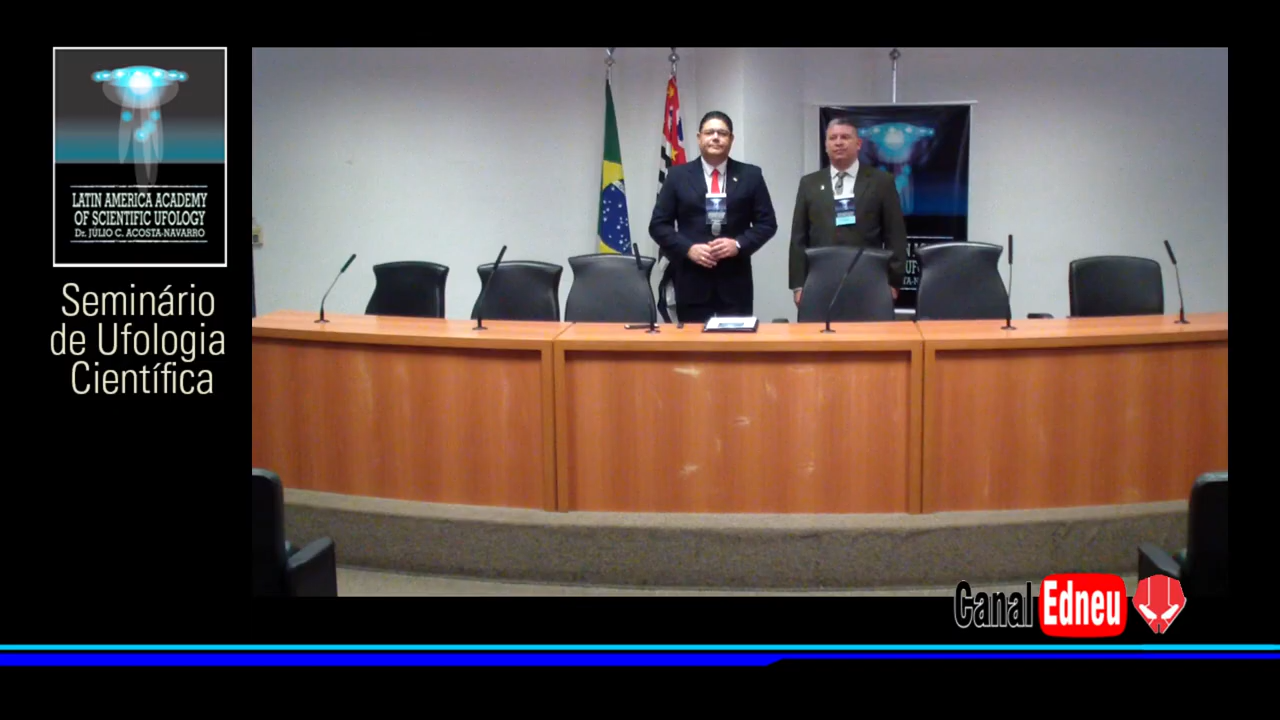 LATIN AMERICA ACADEMY
OF SCIENTIFIC UFOLOGY
Dr. JÚLIO C. ACOSTA-NAVARRO
Seminário
de Ufologia
Científica
Canal Edneu